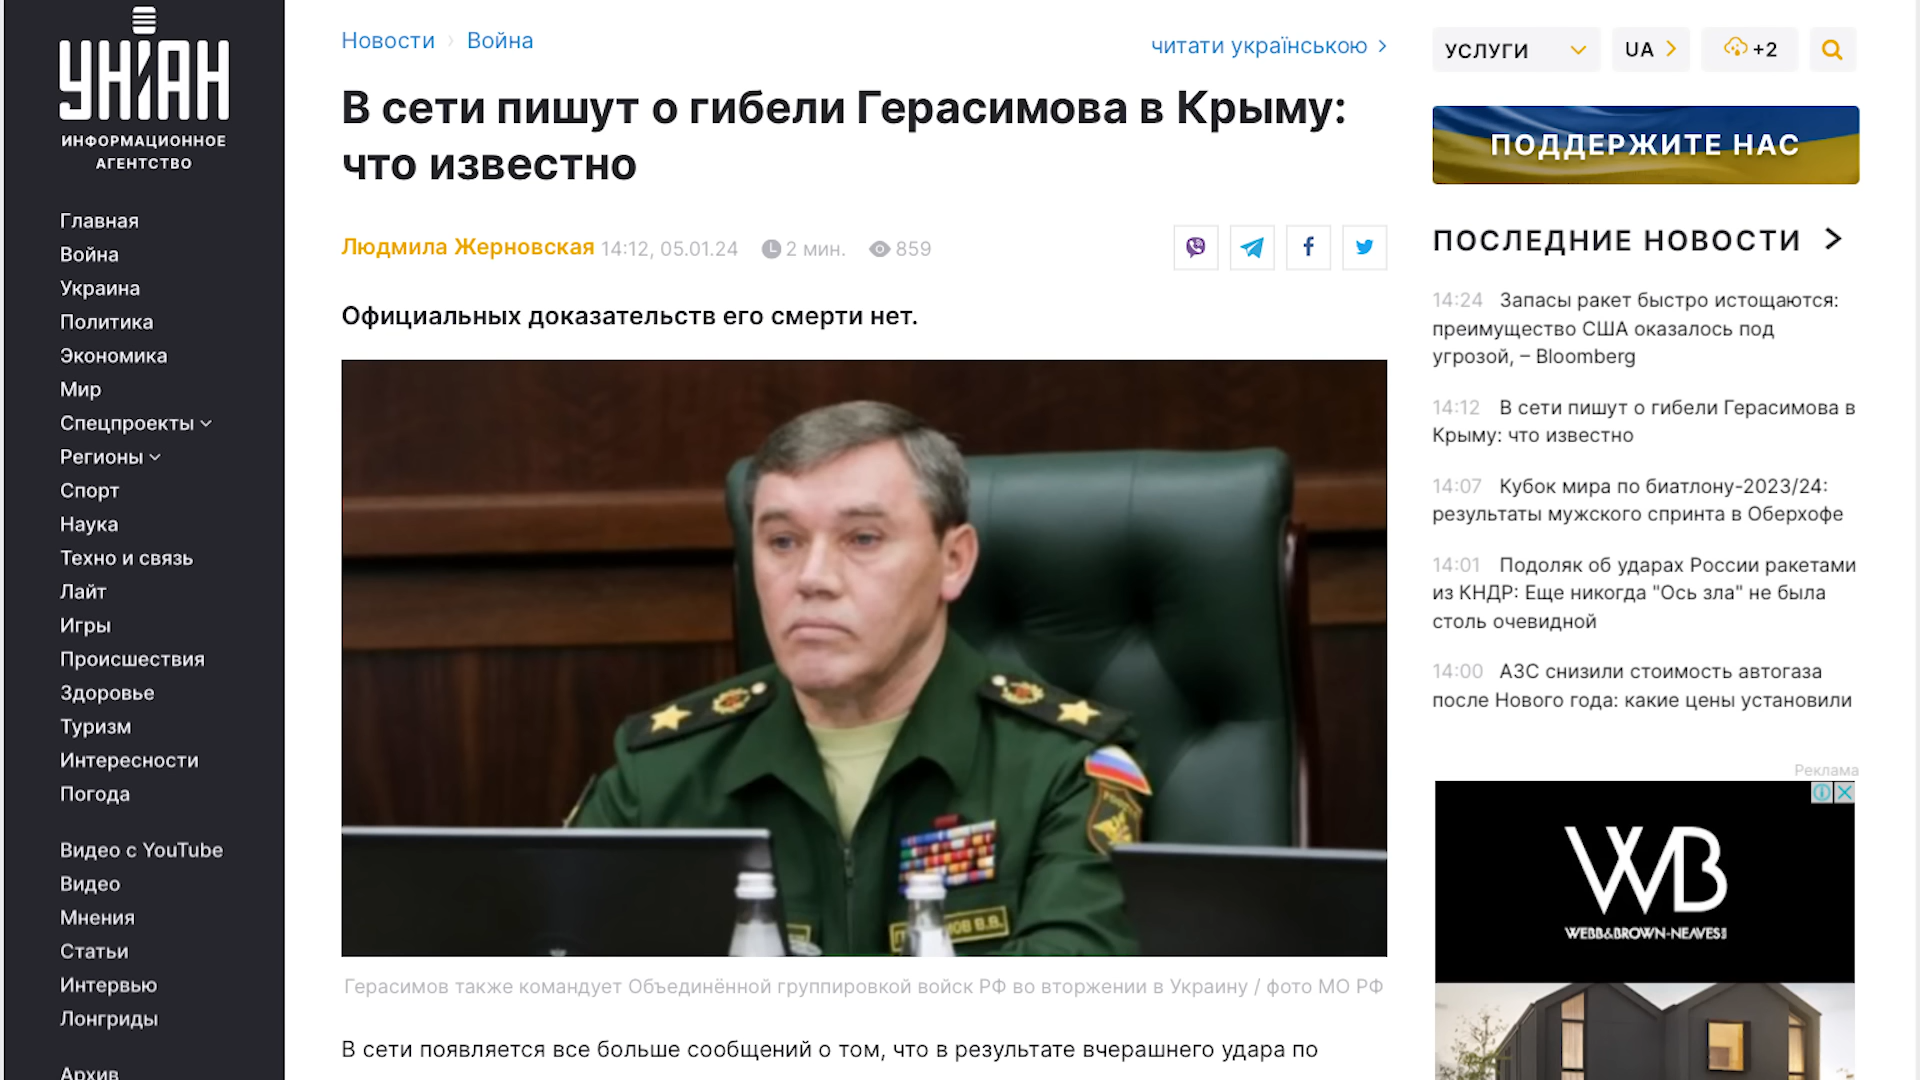 УНІАН
ИНФОРМАЦИОННОЕ
АГЕНТСТВО
Главная
Война
Украина
Политика
Экономика
Мир
Спецпроекты
Регионы
Спорт
Наука
Техно и связь
Лайт
Игры
Происшествия
Здоровье
Туризм
Интересности
Погода
Видео с YouTube
Видео
Мнения
Статьи
Интервью
Лонгриды
Архив
Новости › Война
читати українською
В сети пишут о гибели Герасимова в Крыму:
что известно
Людмила Жерновская 14:12, 05.01.24 2 мин. 859
Официальных доказательств его смерти нет.
Герасимов также командует Объединённой группировкой войск РФ во вторжении в Украину / фото МО РФ
В сети появляется все больше сообщений о том, что в результате вчерашнего удара по
УСЛУГИ
UA
+2
ПОДДЕРЖИТЕ НАС
ПОСЛЕДНИЕ НОВОСТИ
14:24 Запасы ракет быстро истощаются:
преимущество США оказалось под
угрозой, – Bloomberg
14:12 В сети пишут о гибели Герасимова в
Крыму: что известно
14:07 Кубок мира по биатлону-2023/24:
результаты мужского спринта в Оберхофе
14:01 Подоляк об ударах России ракетами
из КНДР: Еще никогда "Ось зла" не была
столь очевидной
14:00 АЗС снизили стоимость автогаза
после Нового года: какие цены установили
Реклама
WB
WEBB&BROWN-NEAVES